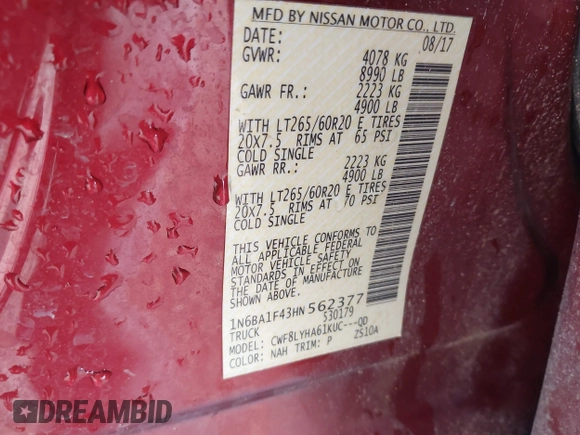 MFD BY NISSAN MOTOR CO., LTD.
DATE: 08/17
GVWR: 4078 KG
8990 LB
GAWR FR.: 2223 KG
4900 LB
WITH LT265/60R20 E TIRES
20X7.5 RIMS AT 65 PSI
COLD SINGLE
GAWR RR.: 2223 KG
4900 LB
WITH LT265/60R20 E TIRES
20X7.5 RIMS AT 70 PSI
COLD SINGLE
THIS VEHICLE CONFORMS TO
ALL APPLICABLE FEDERAL
MOTOR VEHICLE SAFETY
STANDARDS IN EFFECT ON
THE DATE OF MANUFACTURE
SHOWN ABOVE.
1N6BA1F43HN562377
TRUCK 530179
MODEL: CWF8LYHA61KUC---QD
COLOR: NAH TRIM: P ZS10A
DREAMBID